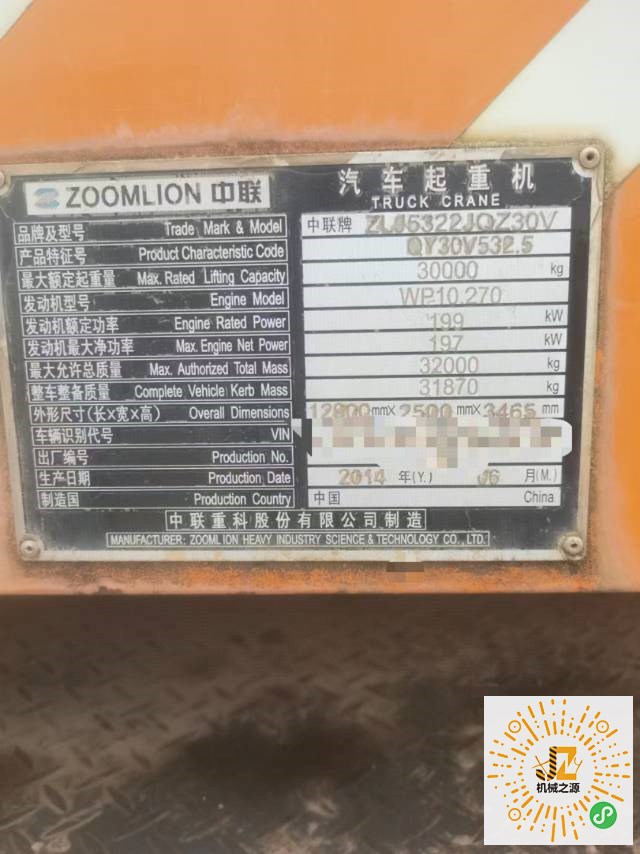 ZOOMLION 中联
汽车起重机
TRUCK CRANE
品牌及型号 Trade Mark & Model 中联牌 ZLJ5322JQZ30V
产品特征号 Product Characteristic Code QY30V532.5
最大额定起重量 Max. Rated Lifting Capacity 30000 kg
发动机型号 Engine Model WP10.270
发动机额定功率 Engine Rated Power 199 kW
发动机最大净功率 Max. Engine Net Power 197 kW
最大允许总质量 Max. Authorized Total Mass 32000 kg
整车整备质量 Complete Vehicle Kerb Mass 31870 kg
外形尺寸(长×宽×高) Overall Dimensions mm× 2500 mm× 3465 mm
车辆识别代号 VIN
出厂编号 Production No.
生产日期 Production Date 2014 年(Y.) 06 月(M.)
制造国 Production Country 中国 China
中联重科股份有限公司制造
MANUFACTURER: ZOOMLION HEAVY INDUSTRY SCIENCE & TECHNOLOGY CO., LTD.
JZ
机械之源